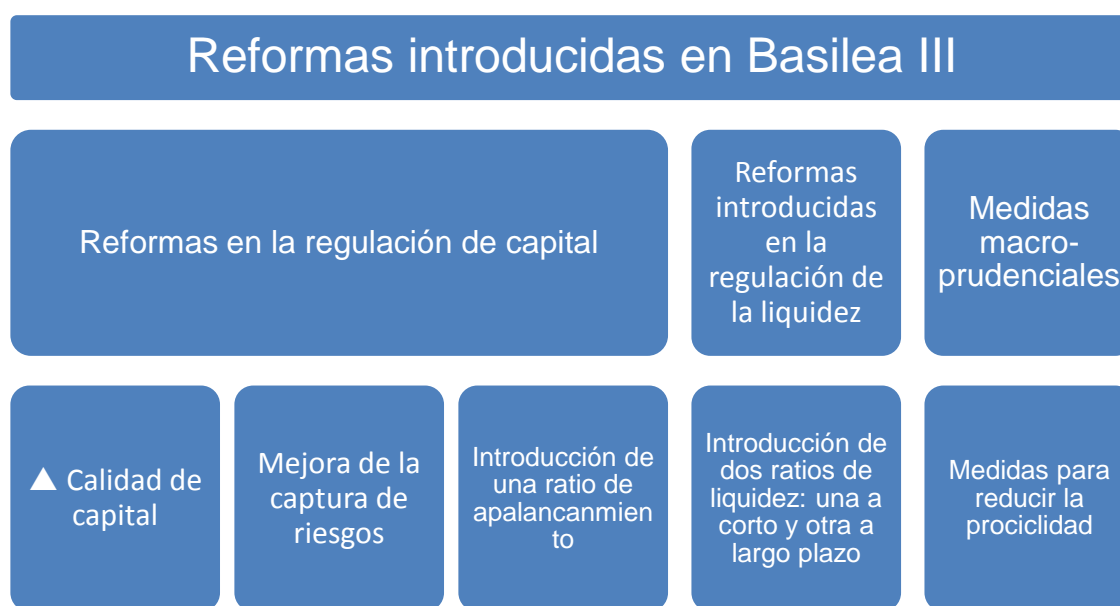 Reformas introducidas en Basilea III
Reformas en la regulación de capital
Reformas
introducidas
en la
regulación de
la liquidez
Medidas
macro-
prudenciales
▲ Calidad de
capital
Mejora de la
captura de
riesgos
Introducción de
una ratio de
apalancanmien
to
Introducción de
dos ratios de
liquidez: una a
corto y otra a
largo plazo
Medidas para
reducir la
prociclidad